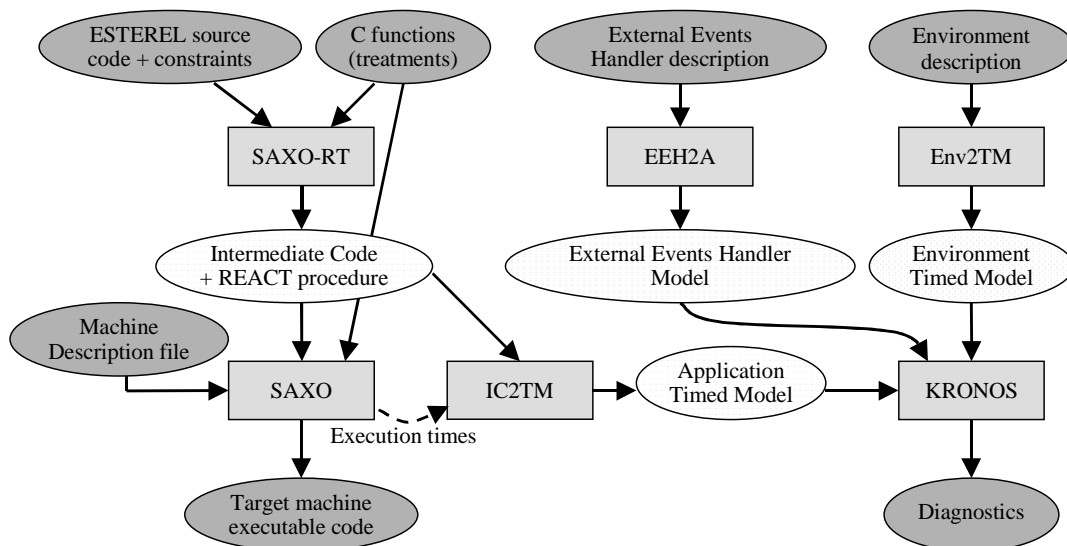 ESTEREL source
code + constraints
C functions
(treatments)
External Events
Handler description
Environment
description
SAXO-RT
EEH2A
Env2TM
Intermediate Code
+ REACT procedure
External Events Handler
Model
Environment
Timed Model
Machine
Description file
SAXO
IC2TM
Application
Timed Model
KRONOS
Execution times
Target machine
executable code
Diagnostics